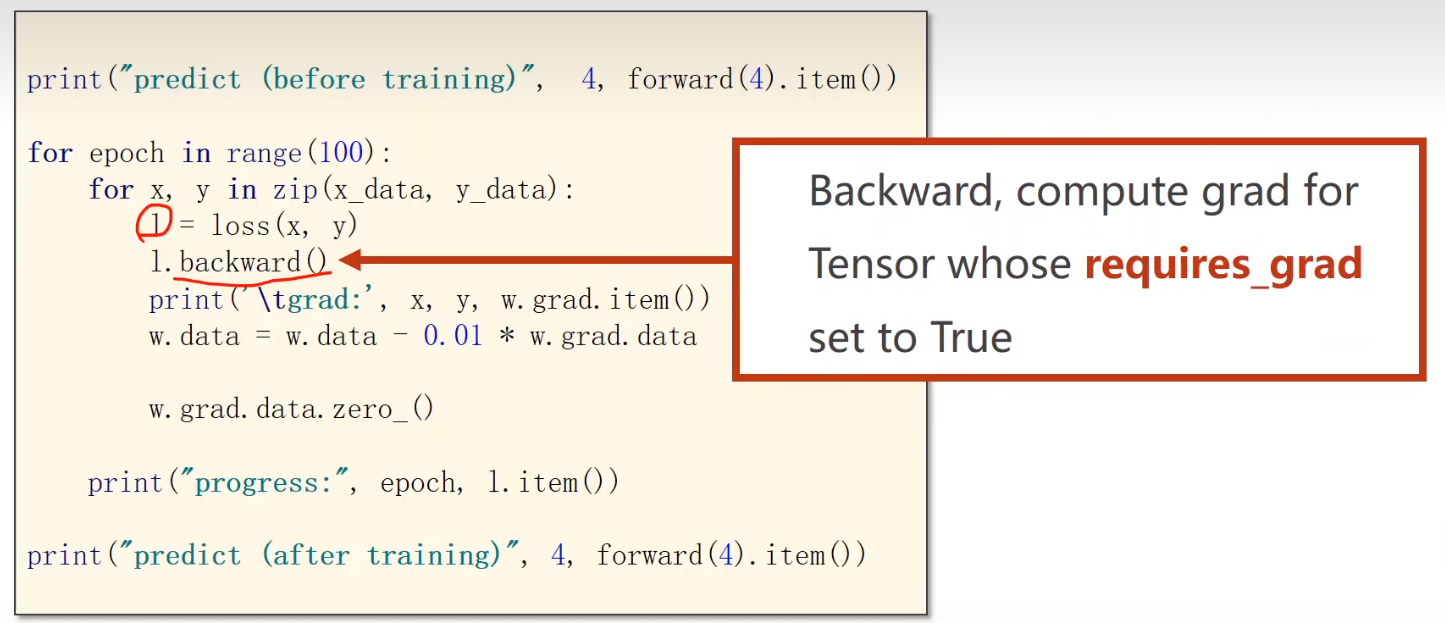 print("predict (before training)", 4, forward(4).item())
for epoch in range(100):
for x, y in zip(x_data, y_data):
l = loss(x, y)
l.backward()
print('\tgrad:', x, y, w.grad.item())
w.data = w.data - 0.01 * w.grad.data
w.grad.data.zero_()
print("progress:", epoch, l.item())
print("predict (after training)", 4, forward(4).item())
Backward, compute grad for
Tensor whose requires_grad
set to True